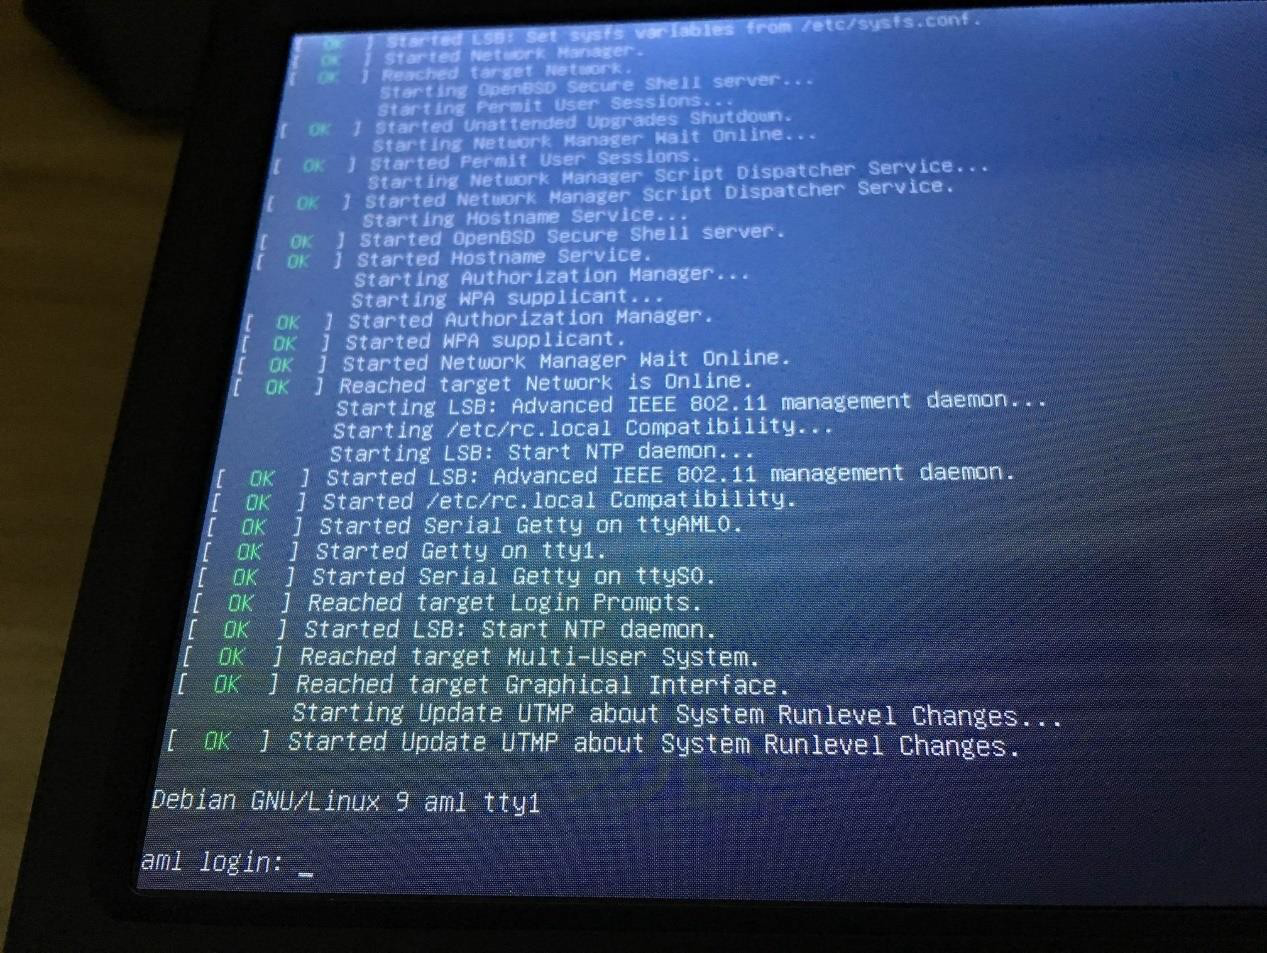 [  OK  ] Started LSB: Set sysfs variables from /etc/sysfs.conf.
[  OK  ] Started Network Manager.
[  OK  ] Reached target Network.
Starting OpenBSD Secure Shell server...
Starting Permit User Sessions...
[  OK  ] Started Unattended Upgrades Shutdown.
Starting Network Manager Wait Online...
[  OK  ] Started Permit User Sessions.
Starting Network Manager Script Dispatcher Service...
[  OK  ] Started Network Manager Script Dispatcher Service.
Starting Hostname Service...
[  OK  ] Started OpenBSD Secure Shell server.
[  OK  ] Started Hostname Service.
Starting Authorization Manager...
Starting WPA supplicant...
[  OK  ] Started Authorization Manager.
[  OK  ] Started WPA supplicant.
[  OK  ] Started Network Manager Wait Online.
[  OK  ] Reached target Network is Online.
Starting LSB: Advanced IEEE 802.11 management daemon...
Starting /etc/rc.local Compatibility...
Starting LSB: Start NTP daemon...
[  OK  ] Started LSB: Advanced IEEE 802.11 management daemon.
[  OK  ] Started /etc/rc.local Compatibility.
[  OK  ] Started Serial Getty on ttyAML0.
[  OK  ] Started Getty on tty1.
[  OK  ] Started Serial Getty on ttyS0.
[  OK  ] Reached target Login Prompts.
[  OK  ] Started LSB: Start NTP daemon.
[  OK  ] Reached target Multi-User System.
[  OK  ] Reached target Graphical Interface.
Starting Update UTMP about System Runlevel Changes...
[  OK  ] Started Update UTMP about System Runlevel Changes.
Debian GNU/Linux 9 aml tty1
aml login: _